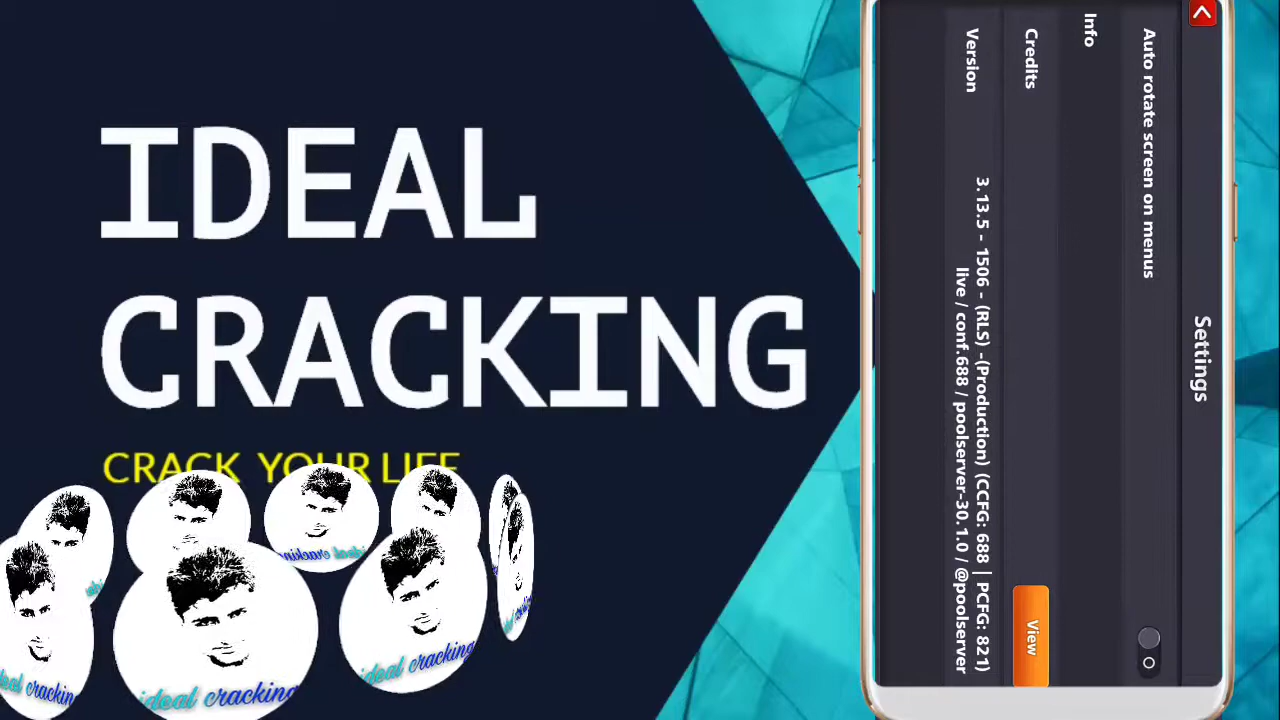 IDEAL
CRACKING
CRACK YOUR LIFE
ideal cracking
ideal cracking
ideal cracking
Settings
Auto rotate screen on menus
Info
Credits
View
Version
3.13.5 - 1506 - (RLS) -(Production) (CCFG: 688 | PCFG: 821)
live / conf.688 / poolserver-30.1.0 / @poolserver